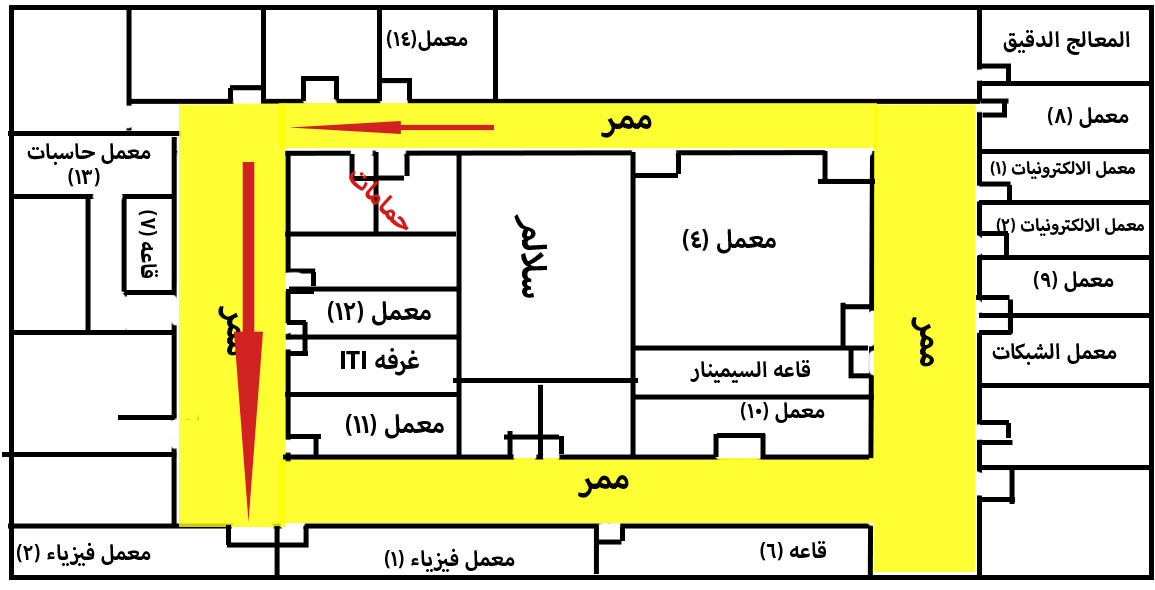 المعالج الدقيق
معمل(١٤)
معمل (٨)
ممر
معمل حاسبات
(١٣)
معمل الالكترونيات (١)
حمامات
معمل الالكترونيات (٢)
قاعه (٧)
سلالم
معمل (٤)
معمل (٩)
معمل (١٢)
ممر
ممر
معمل الشبكات
غرفه ITI
قاعه السيمينار
معمل (١٠)
معمل (١١)
ممر
معمل فيزياء (٢)
معمل فيزياء (١)
قاعه (٦)